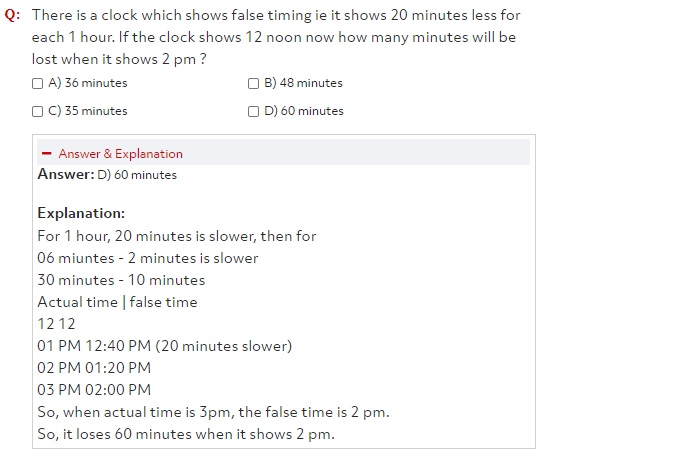 Q: There is a clock which shows false timing ie it shows 20 minutes less for
each 1 hour. If the clock shows 12 noon now how many minutes will be
lost when it shows 2 pm ?
A) 36 minutes B) 48 minutes
C) 35 minutes D) 60 minutes
− Answer & Explanation
Answer: D) 60 minutes
Explanation:
For 1 hour, 20 minutes is slower, then for
06 miuntes - 2 minutes is slower
30 minutes - 10 minutes
Actual time | false time
12 12
01 PM 12:40 PM (20 minutes slower)
02 PM 01:20 PM
03 PM 02:00 PM
So, when actual time is 3pm, the false time is 2 pm.
So, it loses 60 minutes when it shows 2 pm.